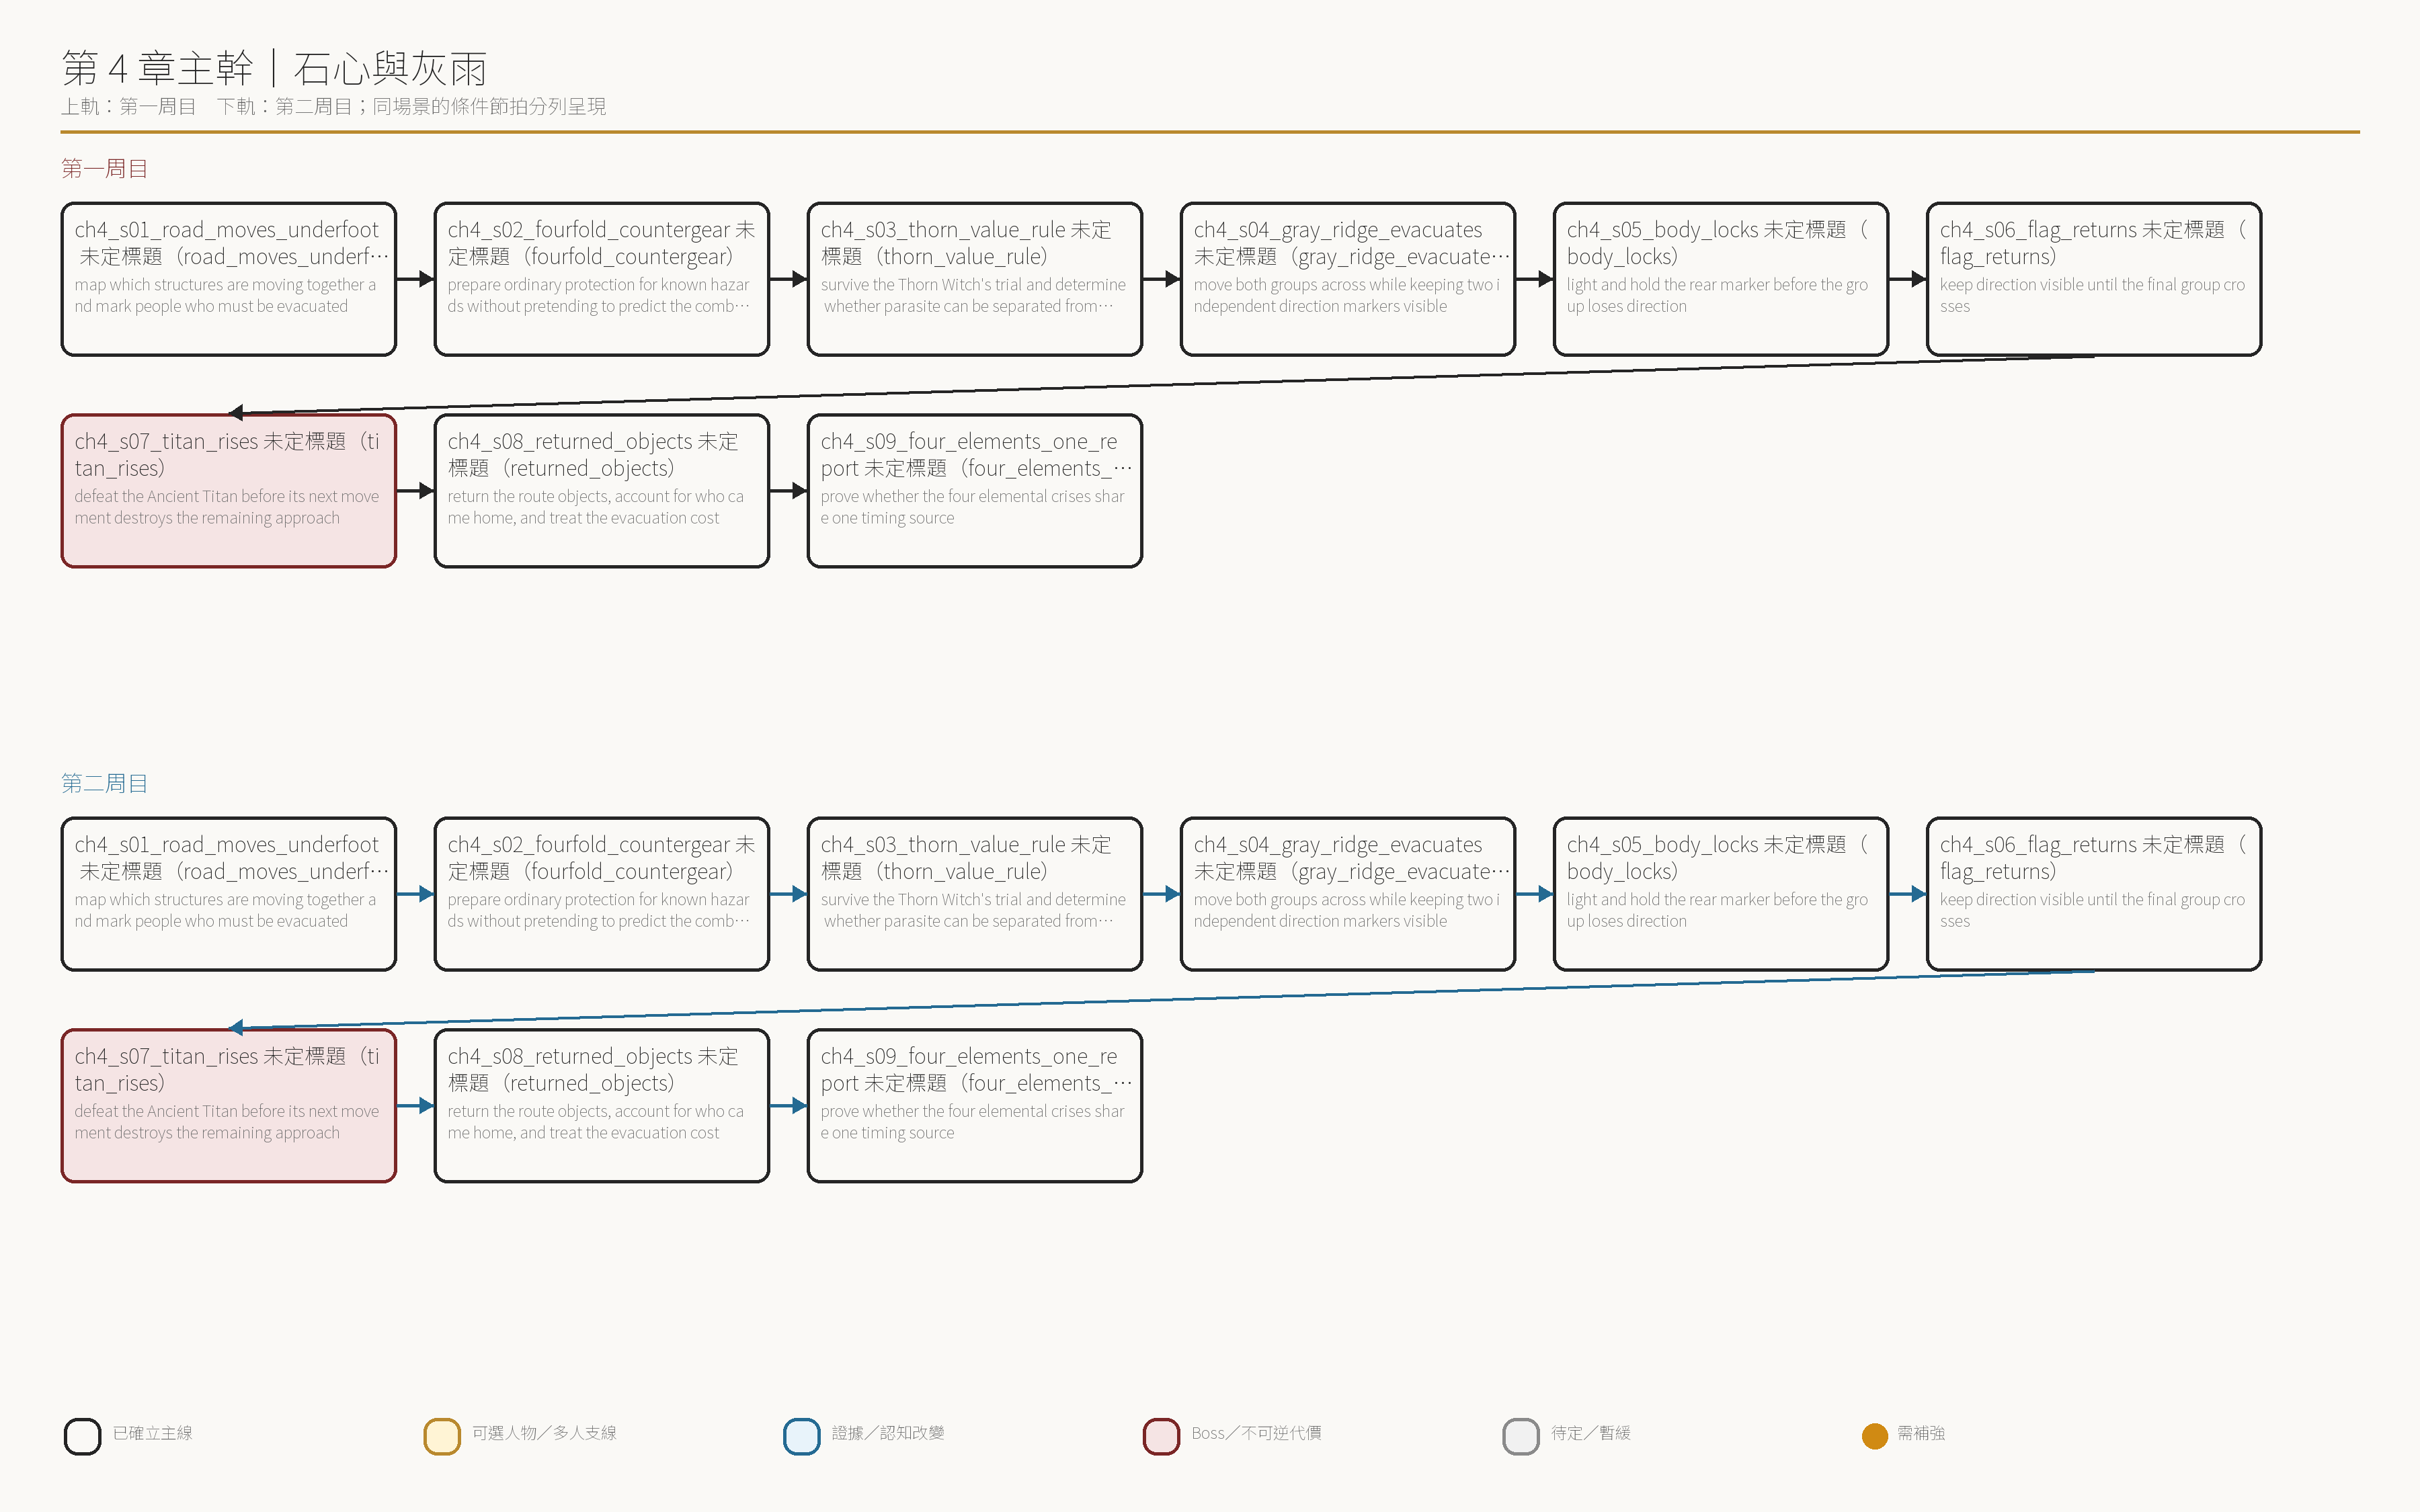 第 4 章主幹｜石心與灰雨
上軌：第一周目　下軌：第二周目；同場景的條件節拍分列呈現
第一周目
ch4_s01_road_moves_underfoot
未定標題（road_moves_underf…
map which structures are moving together a
nd mark people who must be evacuated
ch4_s02_fourfold_countergear 未
定標題（fourfold_countergear）
prepare ordinary protection for known hazar
ds without pretending to predict the comb…
ch4_s03_thorn_value_rule 未定
標題（thorn_value_rule）
survive the Thorn Witch's trial and determine
whether parasite can be separated from…
ch4_s04_gray_ridge_evacuates
未定標題（gray_ridge_evacuate…
move both groups across while keeping two i
ndependent direction markers visible
ch4_s05_body_locks 未定標題（
body_locks）
light and hold the rear marker before the gro
up loses direction
ch4_s06_flag_returns 未定標題（
flag_returns）
keep direction visible until the final group cro
sses
ch4_s07_titan_rises 未定標題（ti
tan_rises）
defeat the Ancient Titan before its next move
ment destroys the remaining approach
ch4_s08_returned_objects 未定
標題（returned_objects）
return the route objects, account for who ca
me home, and treat the evacuation cost
ch4_s09_four_elements_one_re
port 未定標題（four_elements_…
prove whether the four elemental crises shar
e one timing source
第二周目
ch4_s01_road_moves_underfoot
未定標題（road_moves_underf…
map which structures are moving together a
nd mark people who must be evacuated
ch4_s02_fourfold_countergear 未
定標題（fourfold_countergear）
prepare ordinary protection for known hazar
ds without pretending to predict the comb…
ch4_s03_thorn_value_rule 未定
標題（thorn_value_rule）
survive the Thorn Witch's trial and determine
whether parasite can be separated from…
ch4_s04_gray_ridge_evacuates
未定標題（gray_ridge_evacuate…
move both groups across while keeping two i
ndependent direction markers visible
ch4_s05_body_locks 未定標題（
body_locks）
light and hold the rear marker before the gro
up loses direction
ch4_s06_flag_returns 未定標題（
flag_returns）
keep direction visible until the final group cro
sses
ch4_s07_titan_rises 未定標題（ti
tan_rises）
defeat the Ancient Titan before its next move
ment destroys the remaining approach
ch4_s08_returned_objects 未定
標題（returned_objects）
return the route objects, account for who ca
me home, and treat the evacuation cost
ch4_s09_four_elements_one_re
port 未定標題（four_elements_…
prove whether the four elemental crises shar
e one timing source
已確立主線
可選人物／多人支線
證據／認知改變
Boss／不可逆代價
待定／暫緩
需補強